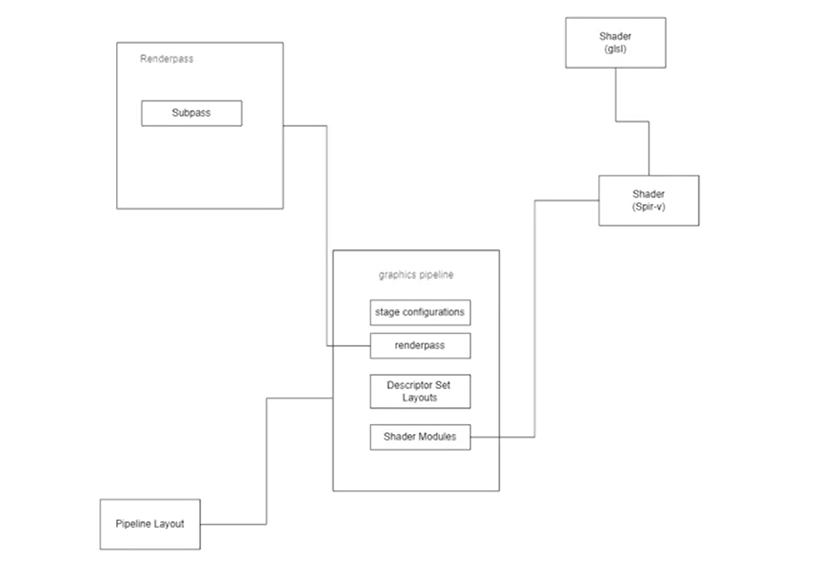 Shader
(glsl)
Renderpass
Subpass
Shader
(Spir-v)
graphics pipeline
stage configurations
renderpass
Descriptor Set
Layouts
Shader Modules
Pipeline Layout